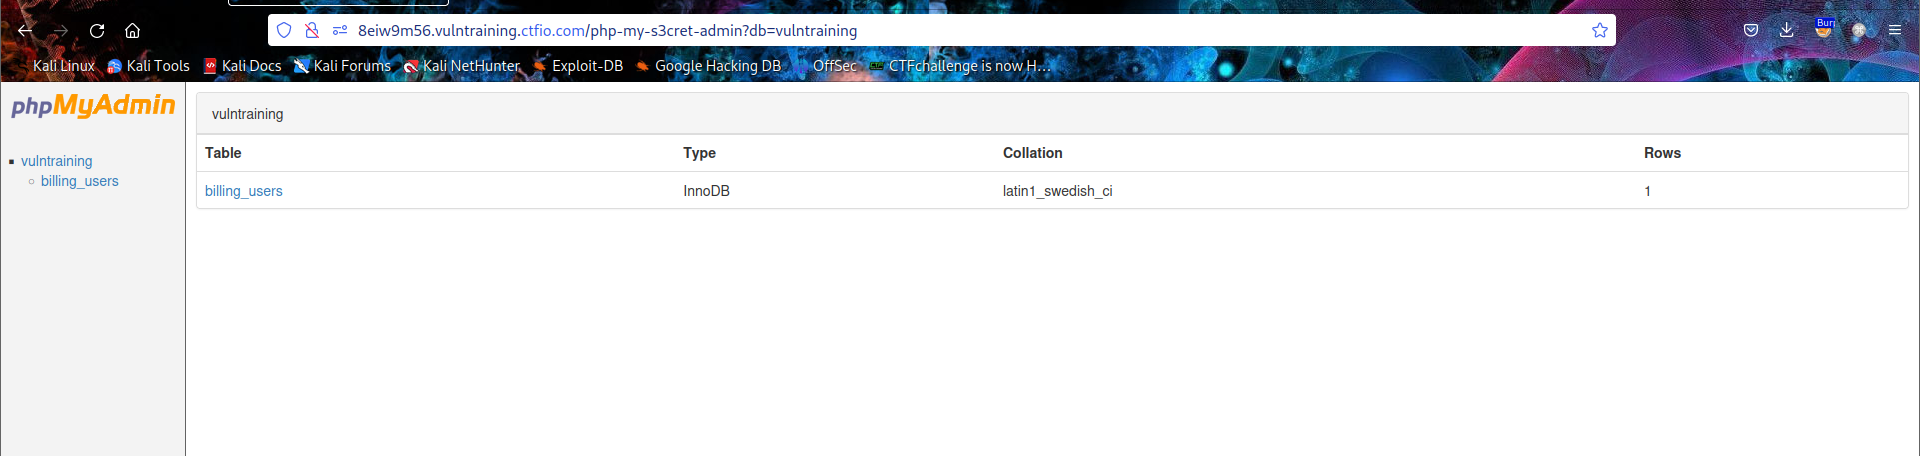 8eiw9m56.vulntraining.ctfio.com/php-my-s3cret-admin?db=vulntraining
Burp
Kali Linux Kali Tools Kali Docs Kali Forums Kali NetHunter Exploit-DB Google Hacking DB OffSec CTFchallenge is now H...
phpMyAdmin
vulntraining
billing_users
vulntraining
Table Type Collation Rows
billing_users InnoDB latin1_swedish_ci 1